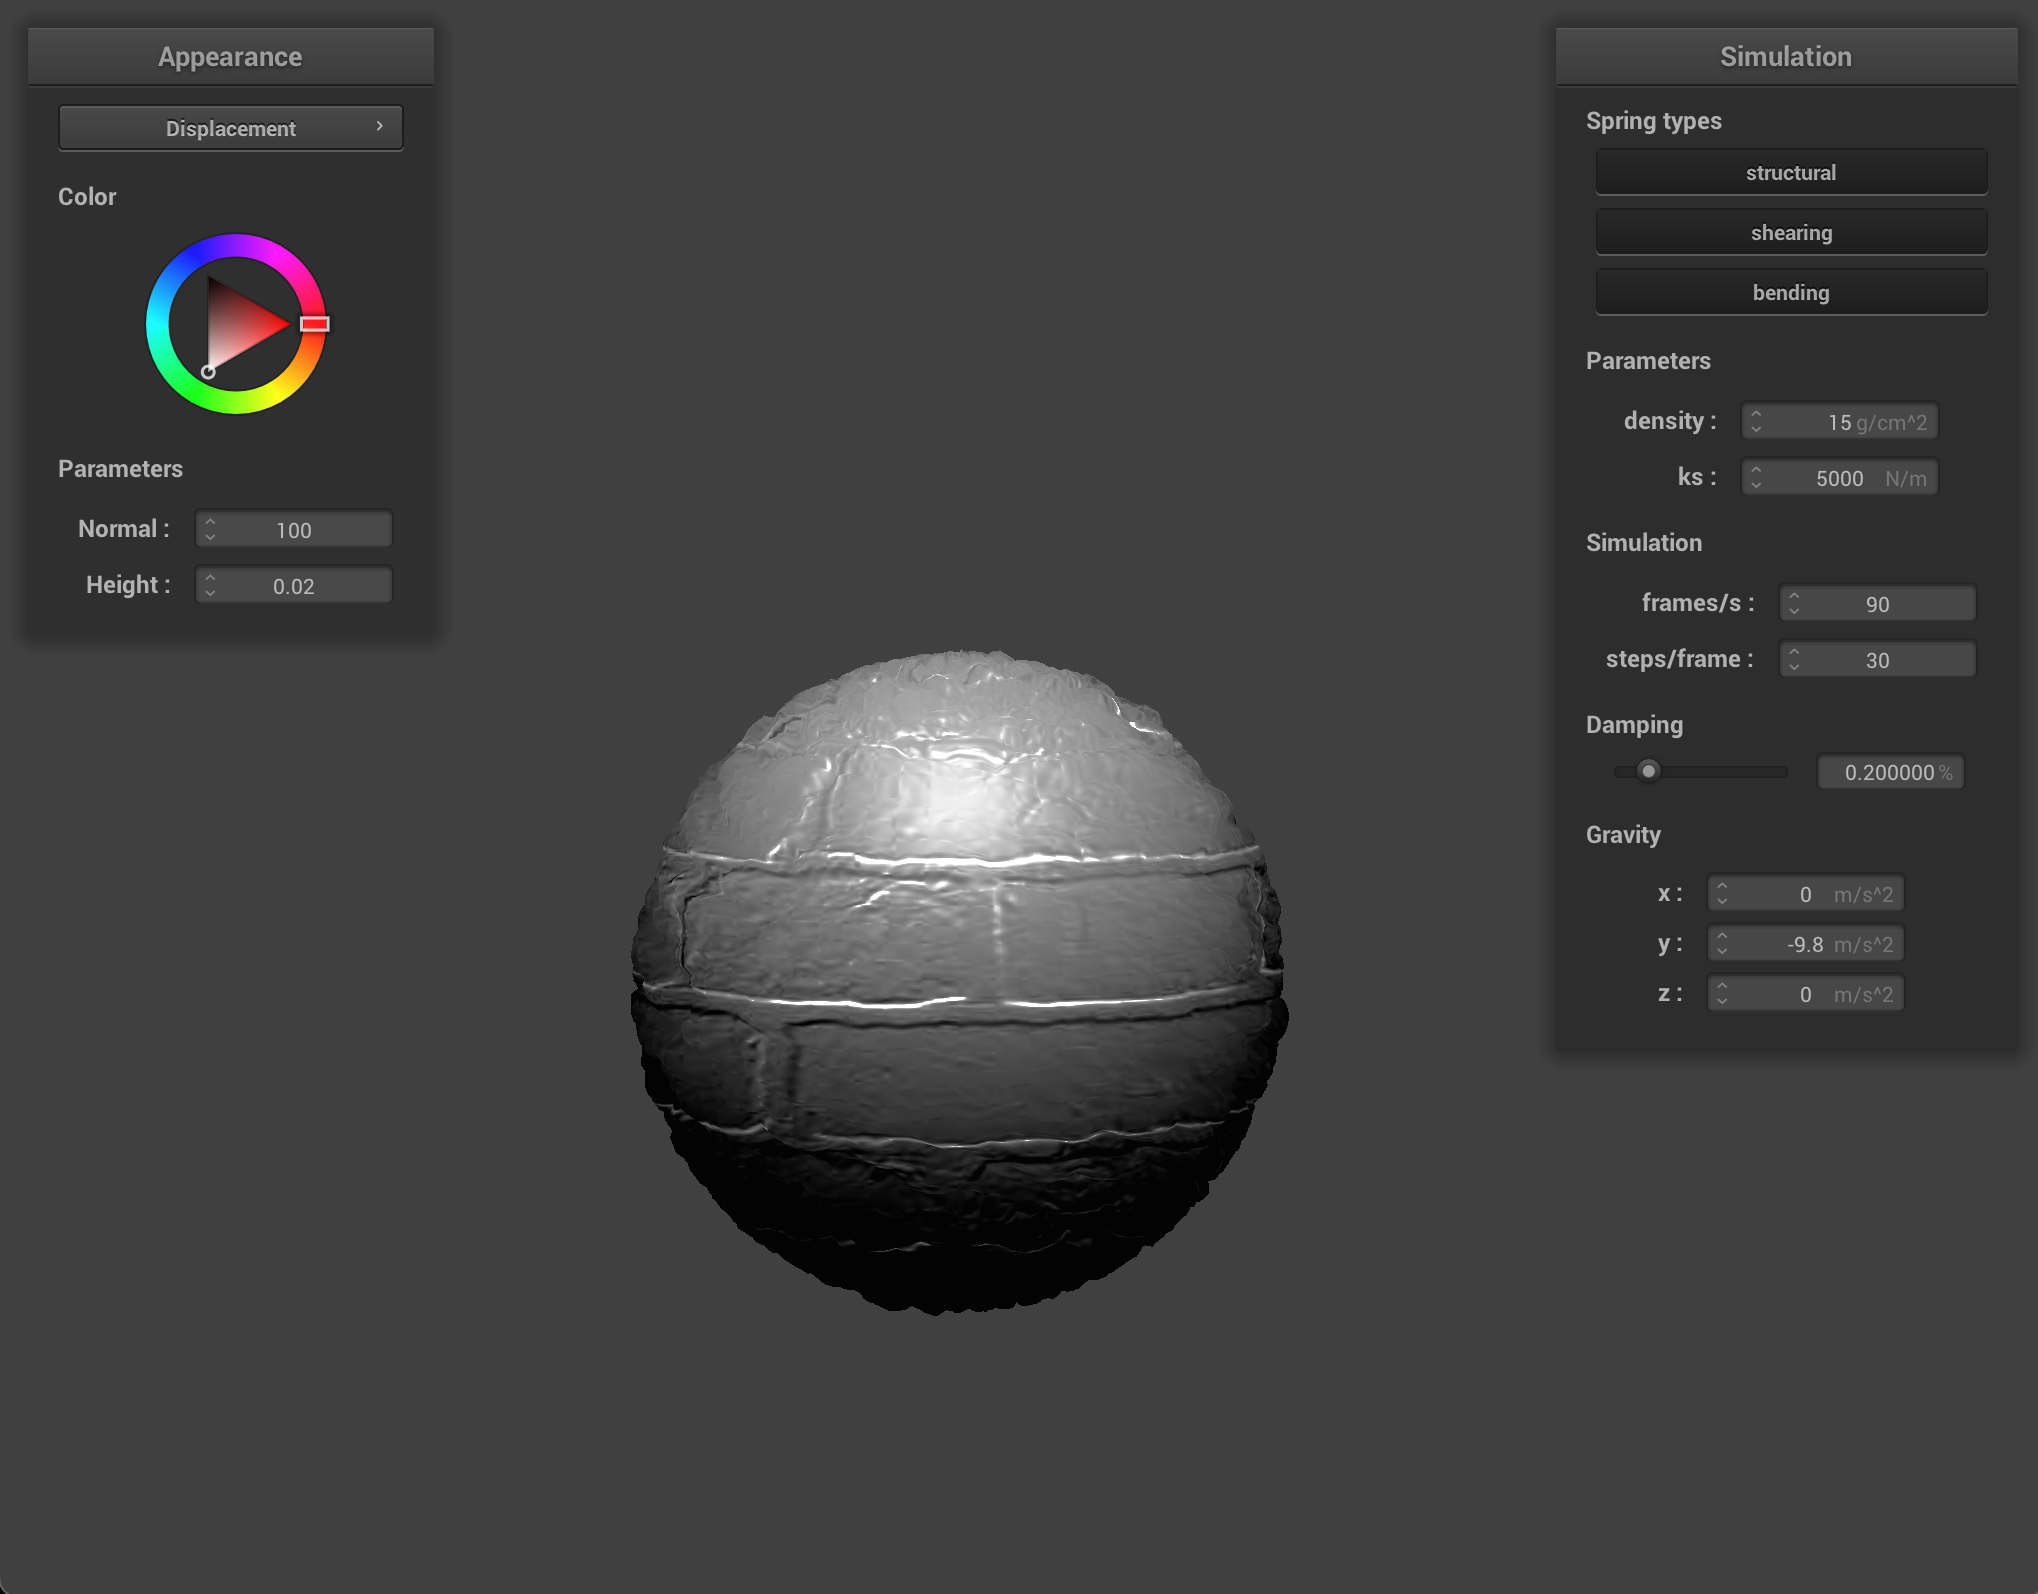 Appearance
Displacement
Color
Parameters
Normal : 100
Height : 0.02
Simulation
Spring types
structural
shearing
bending
Parameters
density : 15 g/cm^2
ks : 5000 N/m
Simulation
frames/s : 90
steps/frame : 30
Damping
0.200000 %
Gravity
x : 0 m/s^2
y : -9.8 m/s^2
z : 0 m/s^2